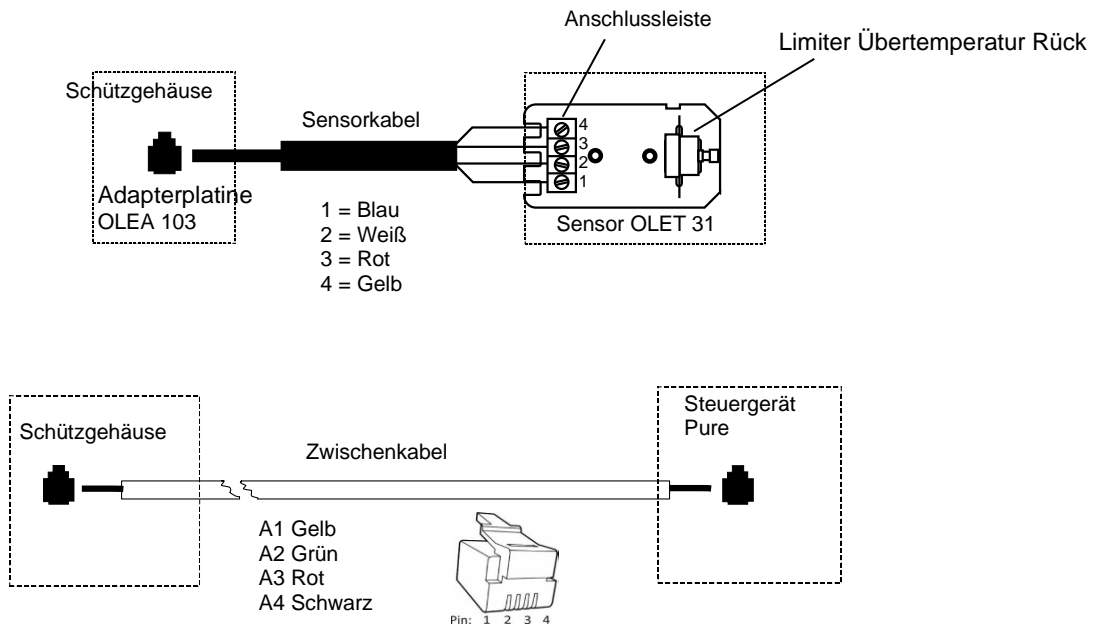 Anschlussleiste
Limiter Übertemperatur Rück
Schützgehäuse
Sensorkabel
4
3
2
1
Adapterplatine
OLEA 103
1 = Blau
2 = Weiß
3 = Rot
4 = Gelb
Sensor OLET 31
Schützgehäuse
Steuergerät
Pure
Zwischenkabel
A1 Gelb
A2 Grün
A3 Rot
A4 Schwarz
Pin: 1 2 3 4